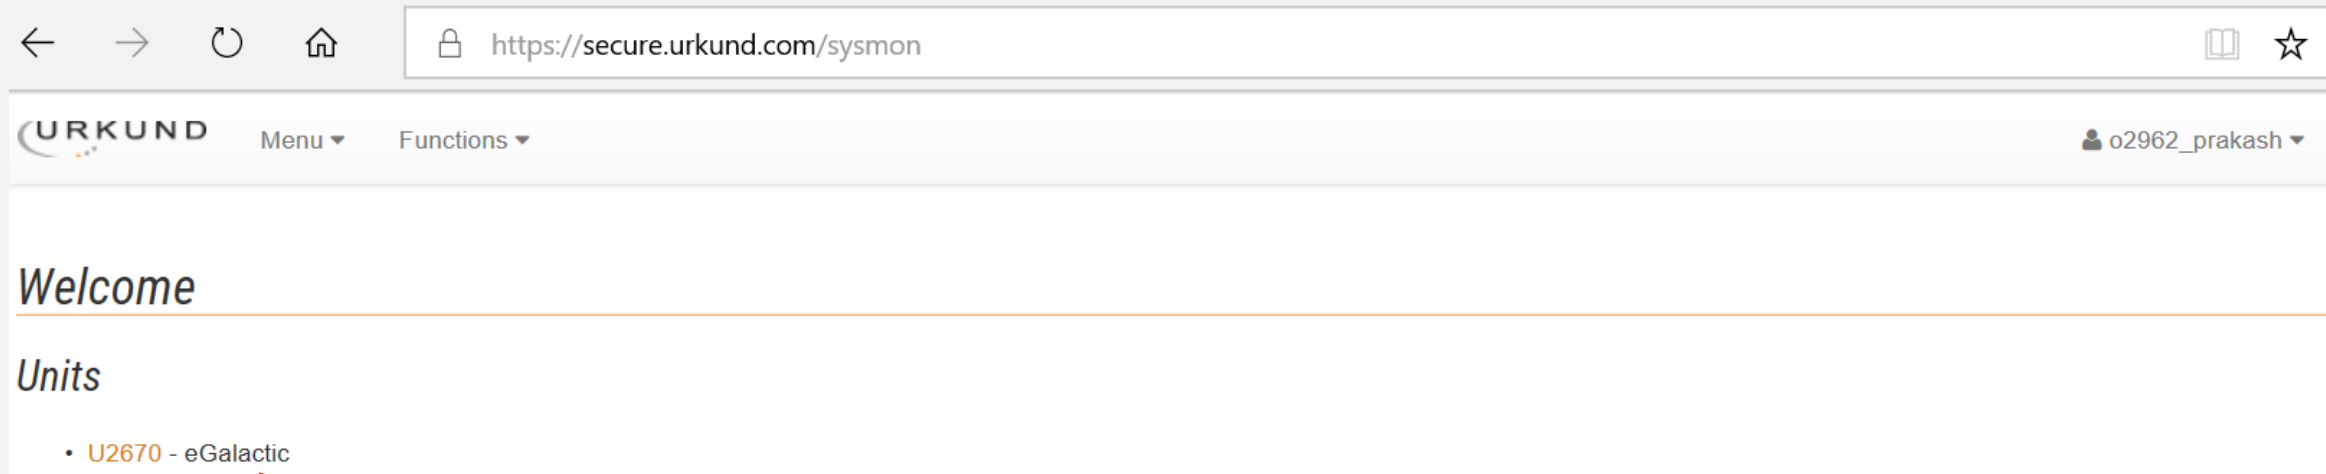 https://secure.urkund.com/sysmon
URKUND Menu Functions o2962_prakash
Welcome
Units
• U2670 - eGalactic